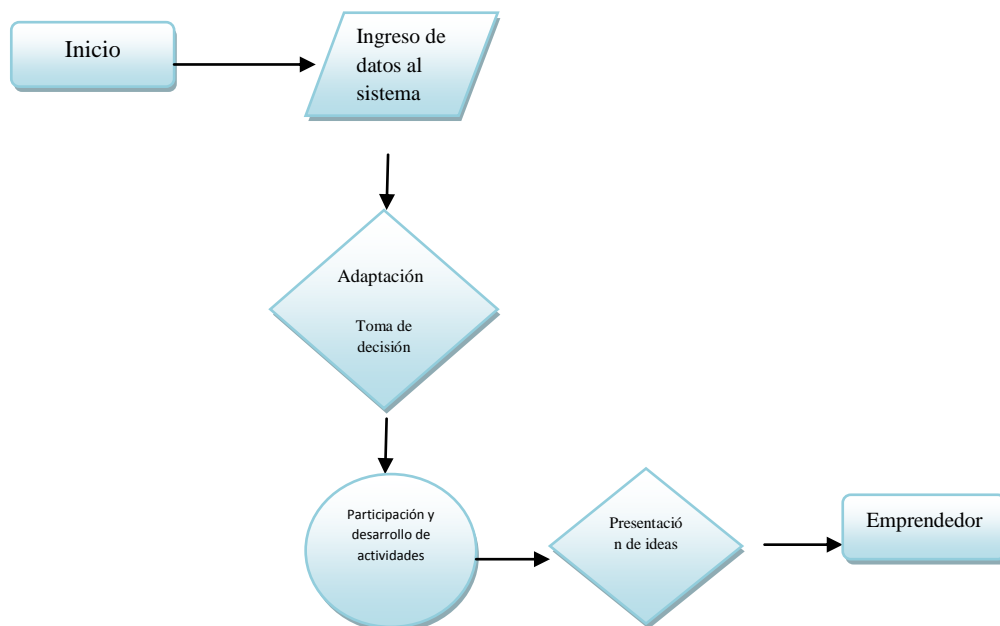 Inicio
Ingreso de
datos al
sistema
Adaptación
Toma de
decisión
Participación y
desarrollo de
actividades
Presentació
n de ideas
Emprendedor